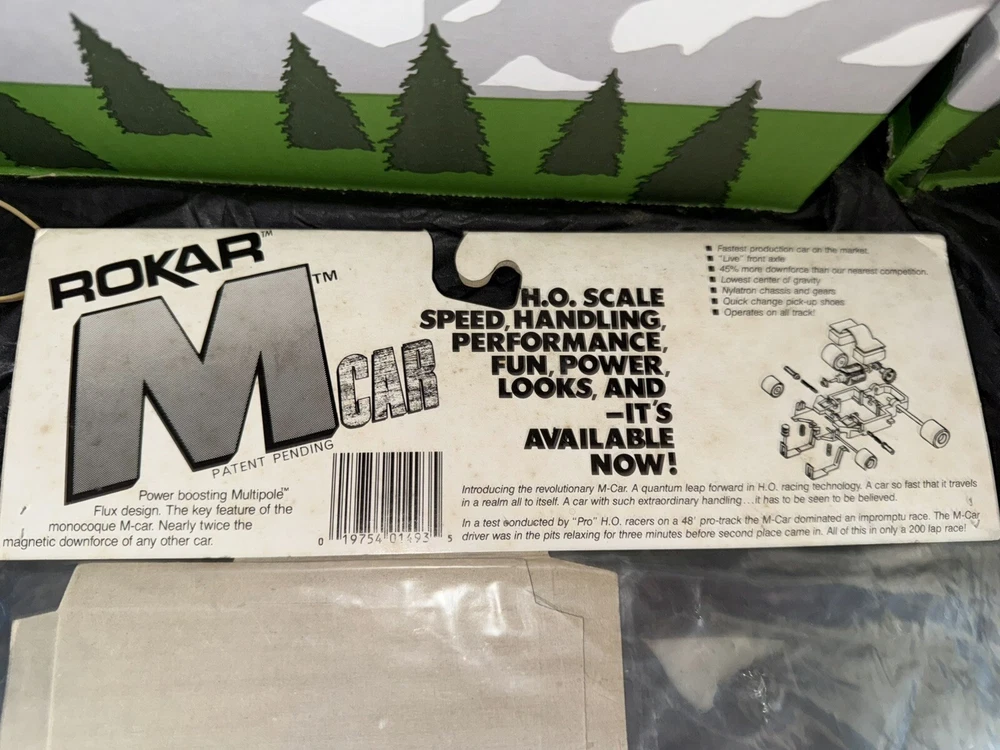 ROKAR™
M™
CAR
PATENT PENDING
Power boosting Multipole™
Flux design. The key feature of the
monocoque M-car. Nearly twice the
magnetic downforce of any other car.
0 19754 01493 5
H.O. SCALE
SPEED, HANDLING,
PERFORMANCE,
FUN, POWER,
LOOKS, AND
–IT'S
AVAILABLE
NOW!
■ Fastest production car on the market.
■ "Live" front axle
■ 45% more downforce than our nearest competition.
■ Lowest center of gravity
■ Nylatron chassis and gears
■ Quick change pick-up shoes
■ Operates on all track!
Introducing the revolutionary M-Car. A quantum leap forward in H.O. racing technology. A car so fast that it travels
in a realm all to itself. A car with such extraordinary handling...it has to be seen to be believed.
In a test conducted by "Pro" H.O. racers on a 48' pro-track the M-Car dominated an impromptu race. The M-Car
driver was in the pits relaxing for three minutes before second place came in. All of this in only a 200 lap race!